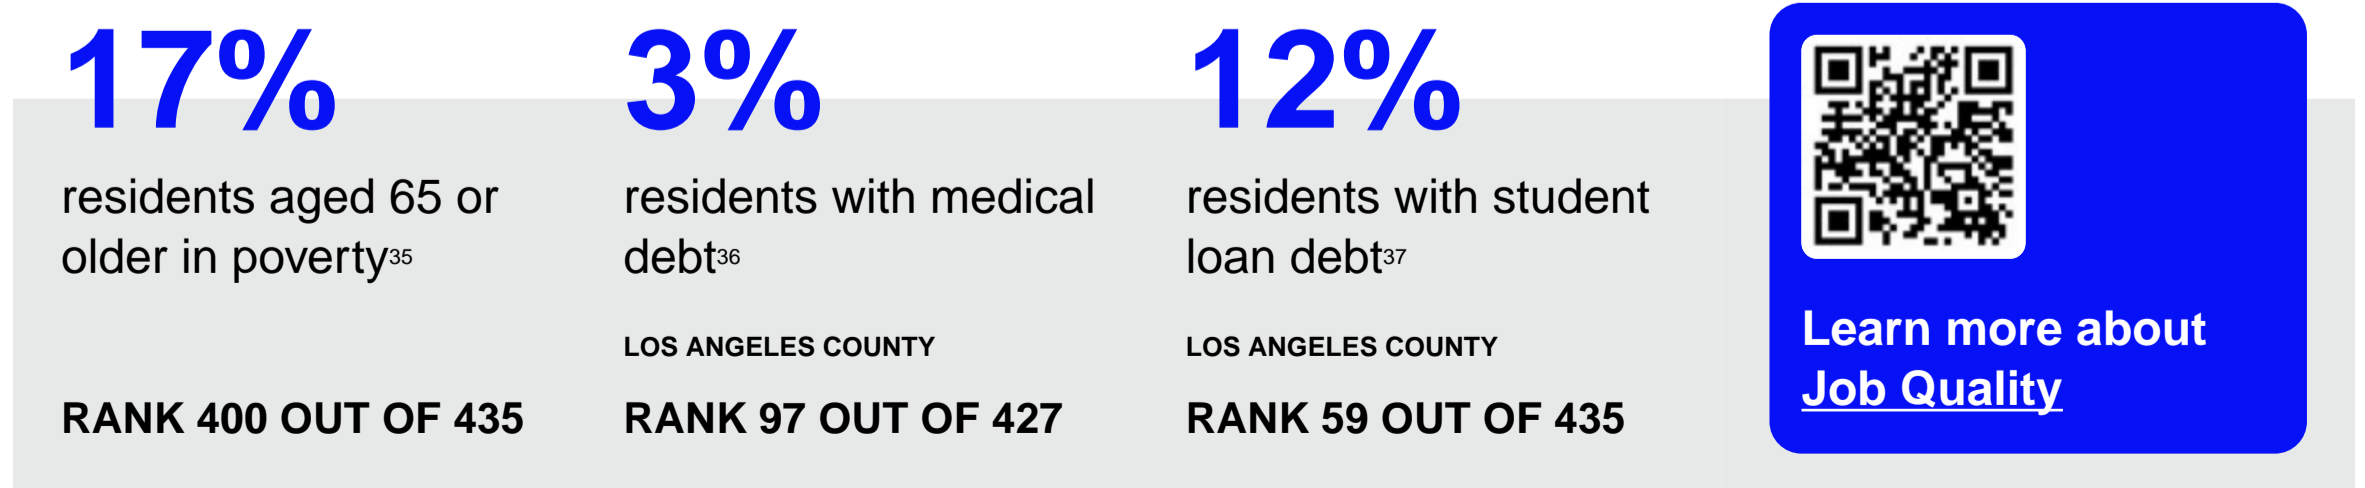 17%
residents aged 65 or
older in poverty35
RANK 400 OUT OF 435
3%
residents with medical
debt36
LOS ANGELES COUNTY
RANK 97 OUT OF 427
12%
residents with student
loan debt37
LOS ANGELES COUNTY
RANK 59 OUT OF 435
Learn more about
Job Quality